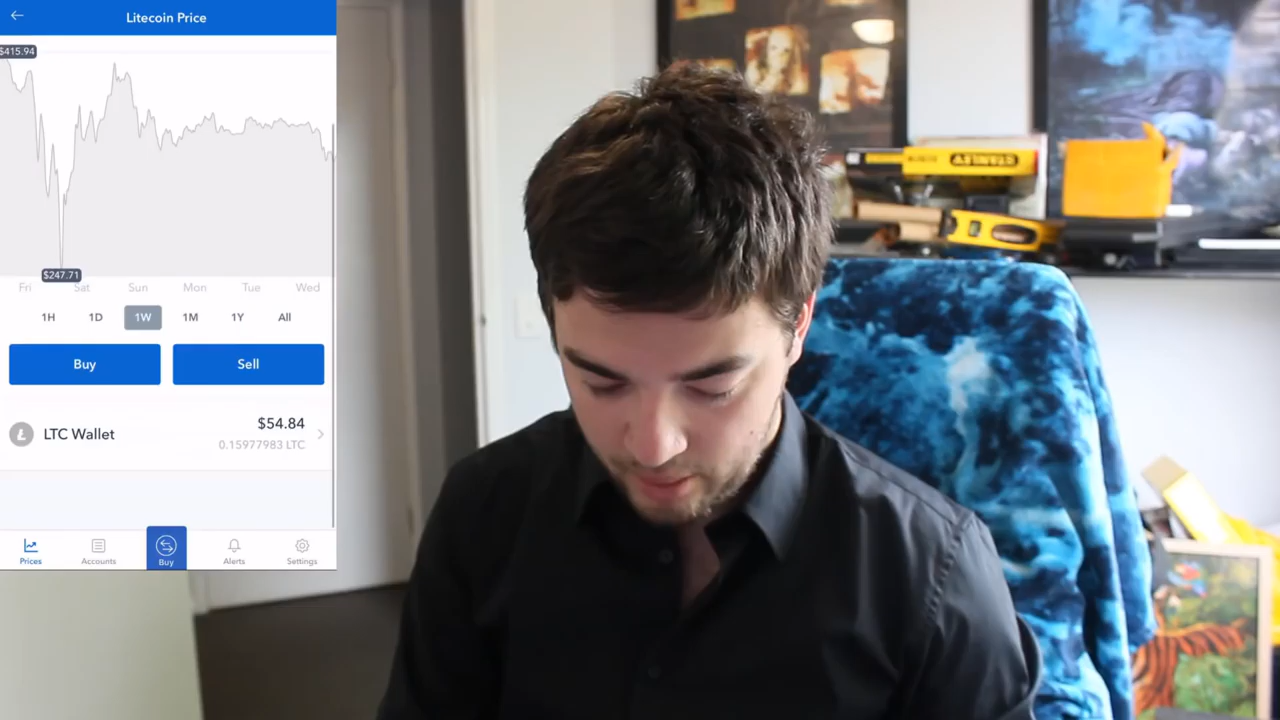 Litecoin Price
$415.94
$247.71
Fri Sat Sun Mon Tue Wed
1H 1D 1W 1M 1Y All
Buy Sell
LTC Wallet
$54.84
0.15977983 LTC
Prices Accounts Buy Alerts Settings
STANLEY